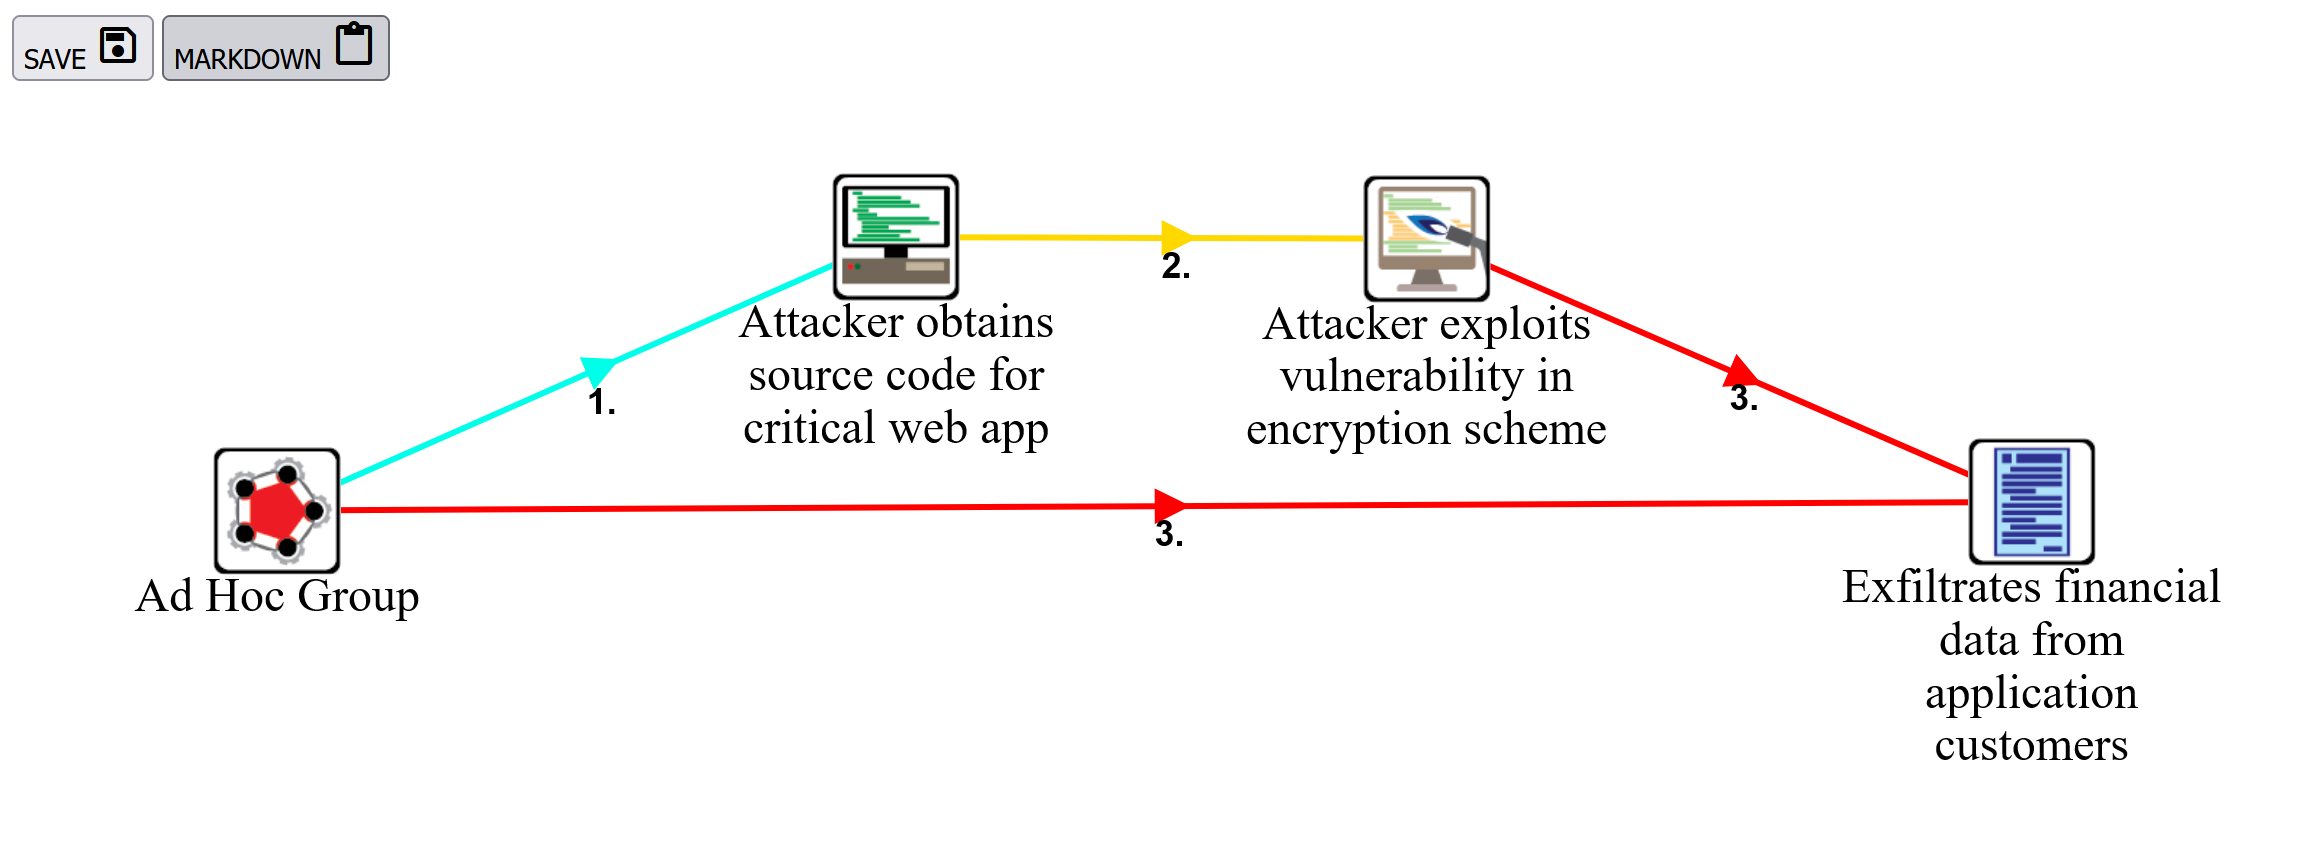 SAVE
MARKDOWN
1.
2.
3.
3.
Attacker obtains
source code for
critical web app
Attacker exploits
vulnerability in
encryption scheme
Ad Hoc Group
Exfiltrates financial
data from
application
customers